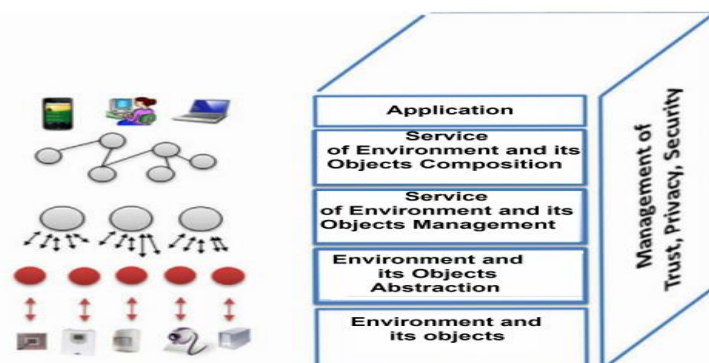 Application
Service
of Environment and its
Objects Composition
Service
of Environment and its
Objects Management
Environment and
its Objects
Abstraction
Environment and
its objects
Management of
Trust, Privacy, Security